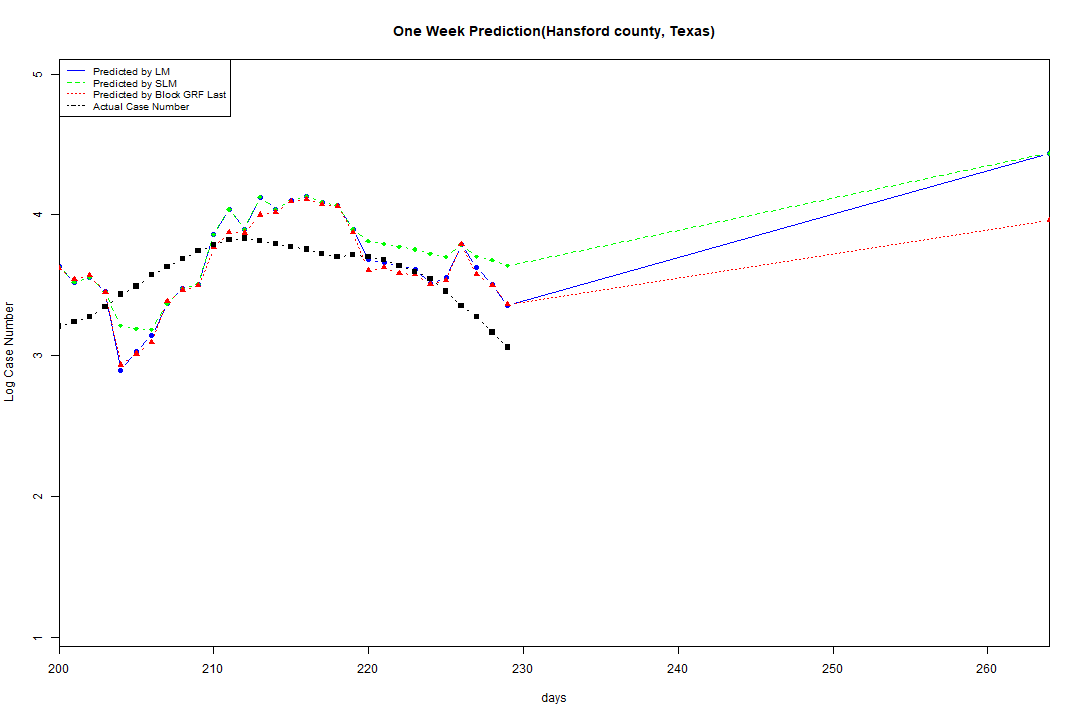 One Week Prediction(Hansford county, Texas)
Predicted by LM
Predicted by SLM
Predicted by Block GRF Last
Actual Case Number
5
4
3
2
1
Log Case Number
200 210 220 230 240 250 260
days